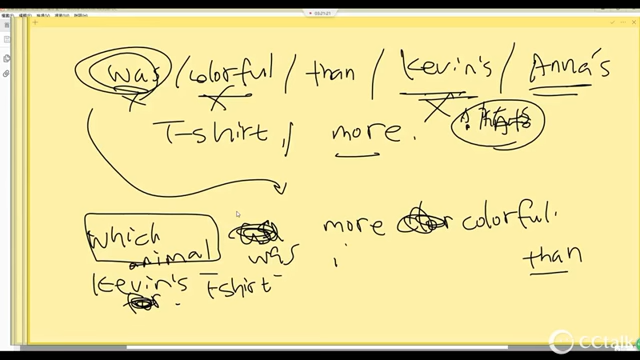 was / colorful / than / Kevin's / Anna's
T-shirt / more.
which more colorful.
animal was than
Kevin's T-shirt
CCtalk